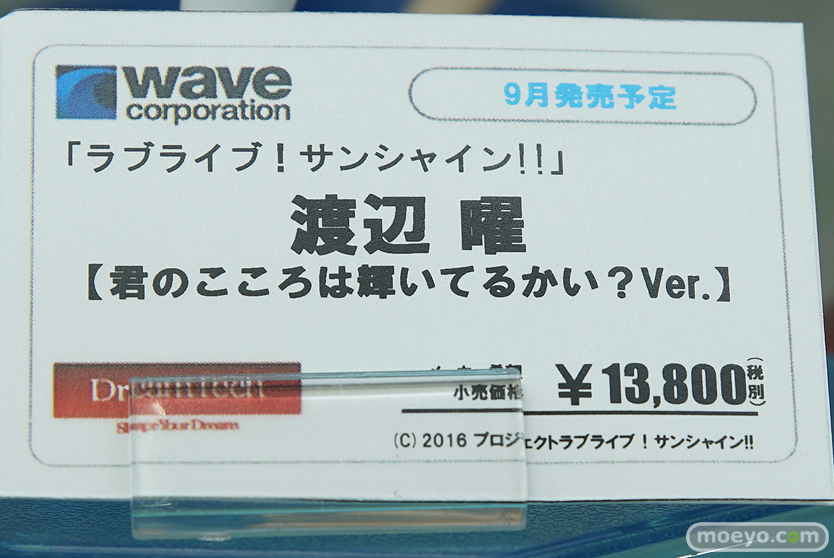 wave
corporation
9月発売予定
「ラブライブ！サンシャイン!!」
渡辺 曜
【君のこころは輝いてるかい？Ver.】
DreamTech
Shape Your Dream
小売価格
￥13,800(税別)
(C) 2016 プロジェクトラブライブ！サンシャイン!!
moeyo.com